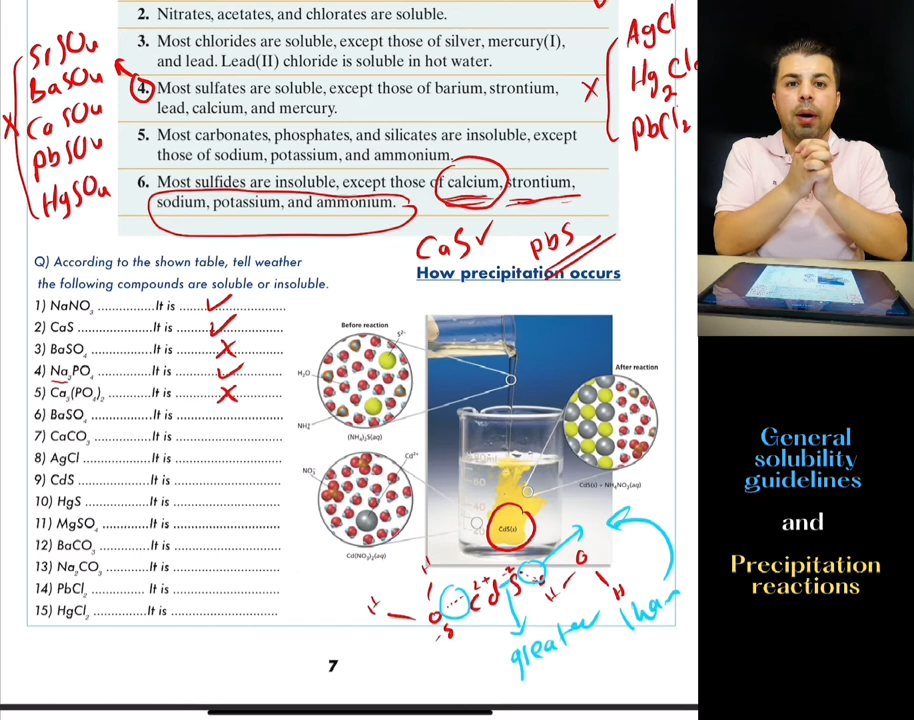 2. Nitrates, acetates, and chlorates are soluble.
3. Most chlorides are soluble, except those of silver, mercury(I),
and lead. Lead(II) chloride is soluble in hot water.
4. Most sulfates are soluble, except those of barium, strontium,
lead, calcium, and mercury.
5. Most carbonates, phosphates, and silicates are insoluble, except
those of sodium, potassium, and ammonium.
6. Most sulfides are insoluble, except those of calcium, strontium,
sodium, potassium, and ammonium.
SrSO4
BaSO4
CaSO4
PbSO4
HgSO4
X
X
AgCl
Hg2Cl2
PbCl2
CaS ✓
PbS
Q) According to the shown table, tell weather
the following compounds are soluble or insoluble.
1) NaNO3 ...............It is ...✓...
2) CaS ...............It is ...✓...
3) BaSO4 ...............It is ...X...
4) Na3PO4 ...............It is ...✓...
5) Ca3(PO4)2 ...............It is ...X...
6) BaSO4 ...............It is ...............
7) CaCO3 ...............It is ...............
8) AgCl ...............It is ...............
9) CdS ...............It is ...............
10) HgS ...............It is ...............
11) MgSO4 ...............It is ...............
12) BaCO3 ...............It is ...............
13) Na2CO3 ...............It is ...............
14) PbCl2 ...............It is ...............
15) HgCl2 ...............It is ...............
How precipitation occurs
Before reaction
S2-
H2O
NH4+
(NH4)2S(aq)
NO3-
Cd2+
Cd(NO3)2(aq)
After reaction
CdS(s) + NH4NO3(aq)
CdS(s)
H
H
O
-δ
Cd2+ S-2
O
H
H
greater than
7
General
solubility
guidelines
and
Precipitation
reactions